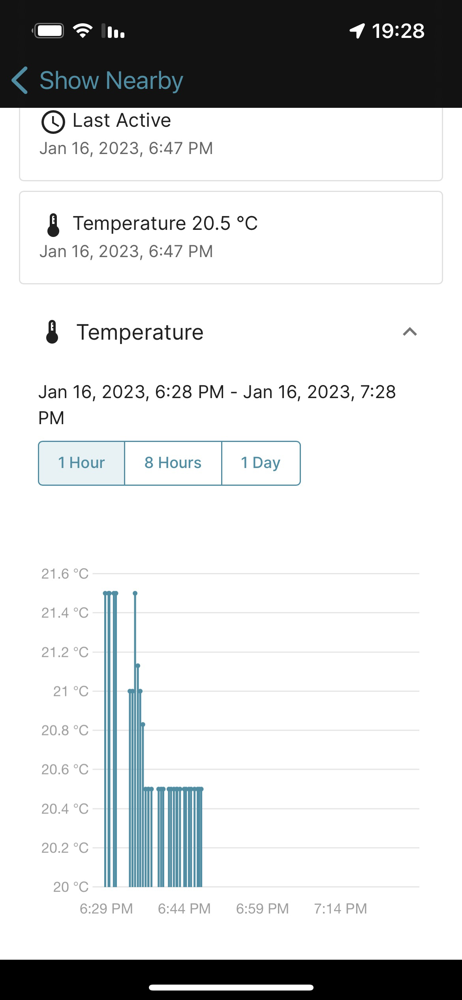 19:28
Show Nearby
Last Active
Jan 16, 2023, 6:47 PM
Temperature 20.5 °C
Jan 16, 2023, 6:47 PM
Temperature
Jan 16, 2023, 6:28 PM - Jan 16, 2023, 7:28
PM
1 Hour 8 Hours 1 Day
21.6 °C
21.4 °C
21.2 °C
21 °C
20.8 °C
20.6 °C
20.4 °C
20.2 °C
20 °C
6:29 PM 6:44 PM 6:59 PM 7:14 PM